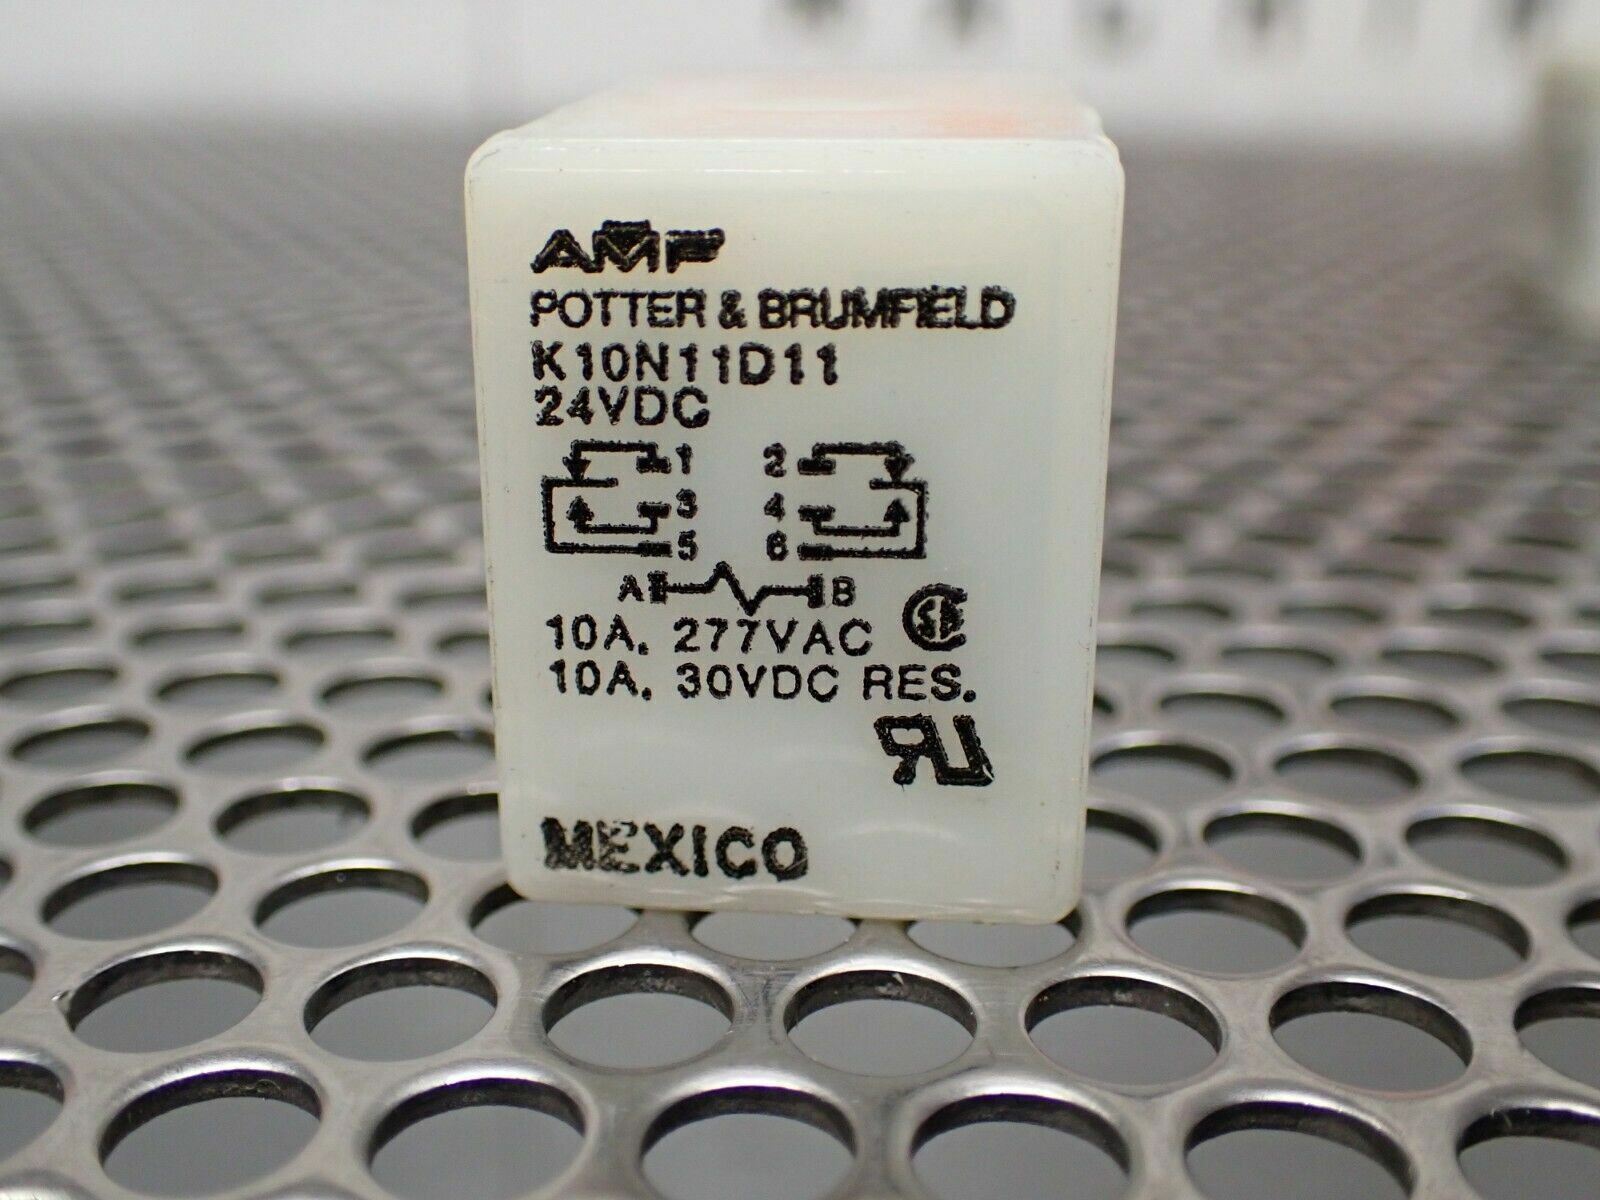 AMP
POTTER & BRUMFIELD
K10N11D11
24VDC
1 2
3 4
5 6
A B
10A, 277VAC
10A, 30VDC RES.
MEXICO